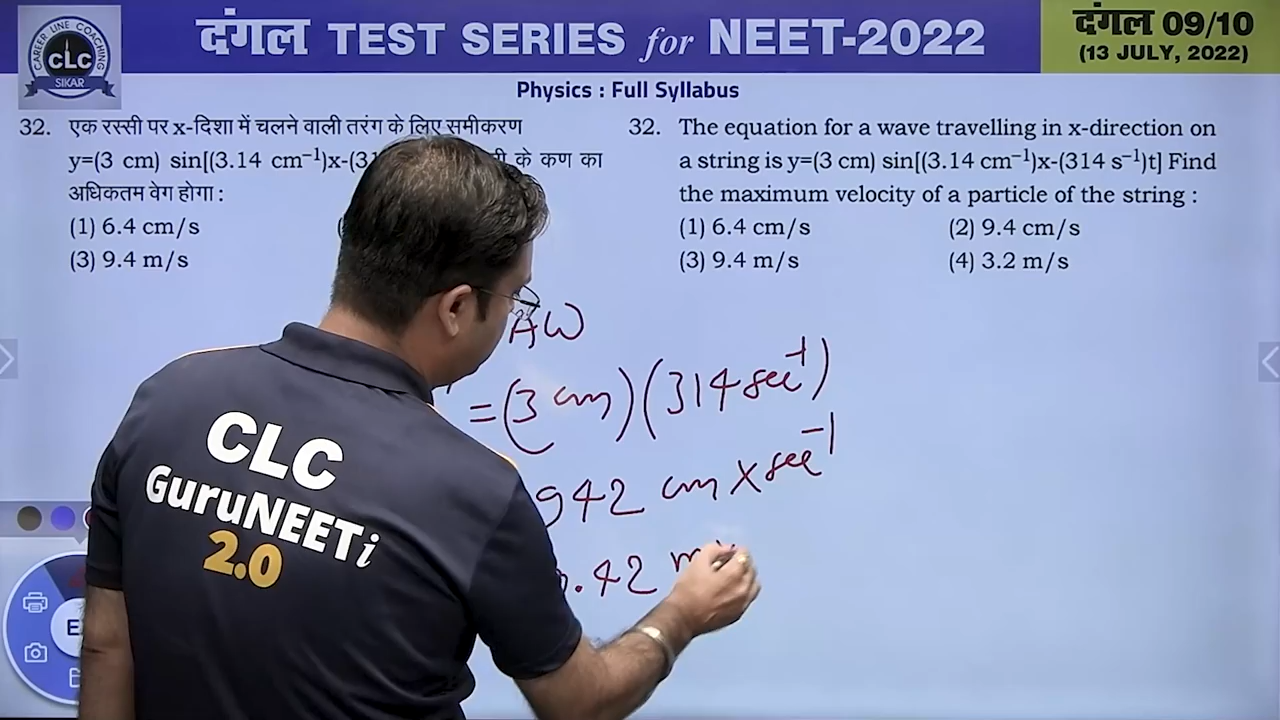 दंगल TEST SERIES for NEET-2022
दंगल 09/10
(13 JULY, 2022)
CAREER LINE COACHING
CLC
SIKAR
Physics : Full Syllabus
32. एक रस्सी पर x-दिशा में चलने वाली तरंग के लिए समीकरण
y=(3 cm) sin[(3.14 cm⁻¹)x-(31 के कण का
अधिकतम वेग होगा :
(1) 6.4 cm/s
(3) 9.4 m/s
32. The equation for a wave travelling in x-direction on
a string is y=(3 cm) sin[(3.14 cm⁻¹)x-(314 s⁻¹)t] Find
the maximum velocity of a particle of the string :
(1) 6.4 cm/s (2) 9.4 cm/s
(3) 9.4 m/s (4) 3.2 m/s
AW
=(3 cm)(314 sec⁻¹)
942 cm x sec⁻¹
.42 m
CLC
GuruNEETi
2.0